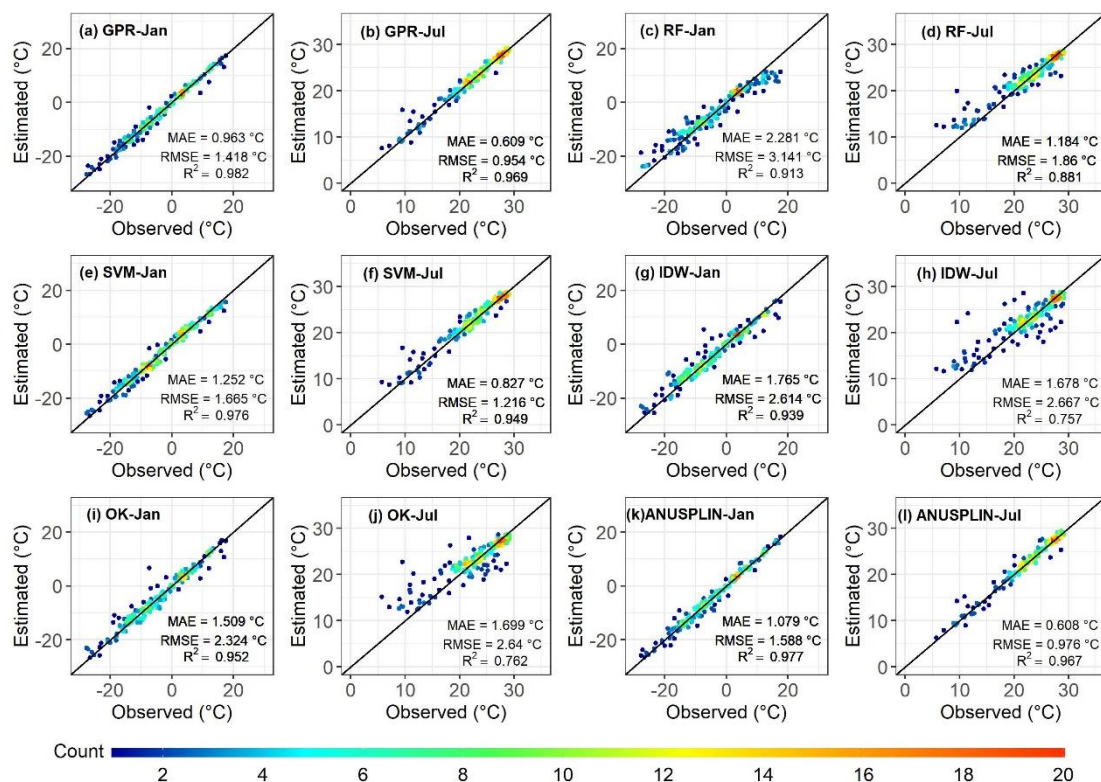 (a) GPR-Jan
Estimated (°C)
20
0
-20
MAE = 0.963 °C
RMSE = 1.418 °C
R² = 0.982
-20 0 20
Observed (°C)
(b) GPR-Jul
Estimated (°C)
30
20
10
0
MAE = 0.609 °C
RMSE = 0.954 °C
R² = 0.969
0 10 20 30
Observed (°C)
(c) RF-Jan
Estimated (°C)
20
0
-20
MAE = 2.281 °C
RMSE = 3.141 °C
R² = 0.913
-20 0 20
Observed (°C)
(d) RF-Jul
Estimated (°C)
30
20
10
0
MAE = 1.184 °C
RMSE = 1.86 °C
R² = 0.881
0 10 20 30
Observed (°C)
(e) SVM-Jan
Estimated (°C)
20
0
-20
MAE = 1.252 °C
RMSE = 1.665 °C
R² = 0.976
-20 0 20
Observed (°C)
(f) SVM-Jul
Estimated (°C)
30
20
10
0
MAE = 0.827 °C
RMSE = 1.216 °C
R² = 0.949
0 10 20 30
Observed (°C)
(g) IDW-Jan
Estimated (°C)
20
0
-20
MAE = 1.765 °C
RMSE = 2.614 °C
R² = 0.939
-20 0 20
Observed (°C)
(h) IDW-Jul
Estimated (°C)
30
20
10
0
MAE = 1.678 °C
RMSE = 2.667 °C
R² = 0.757
0 10 20 30
Observed (°C)
(i) OK-Jan
Estimated (°C)
20
0
-20
MAE = 1.509 °C
RMSE = 2.324 °C
R² = 0.952
-20 0 20
Observed (°C)
(j) OK-Jul
Estimated (°C)
30
20
10
0
MAE = 1.699 °C
RMSE = 2.64 °C
R² = 0.762
0 10 20 30
Observed (°C)
(k)ANUSPLIN-Jan
Estimated (°C)
20
0
-20
MAE = 1.079 °C
RMSE = 1.588 °C
R² = 0.977
-20 0 20
Observed (°C)
(l) ANUSPLIN-Jul
Estimated (°C)
30
20
10
0
MAE = 0.608 °C
RMSE = 0.976 °C
R² = 0.967
0 10 20 30
Observed (°C)
Count
2 4 6 8 10 12 14 16 18 20